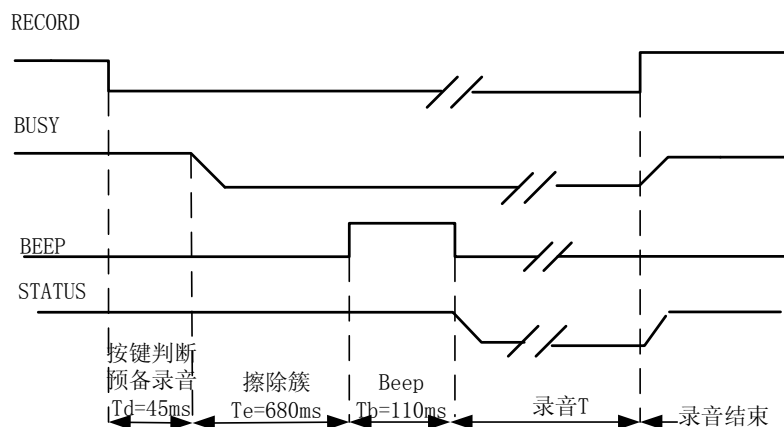 RECORD
BUSY
BEEP
STATUS
按键判断
预备录音
Td=45ms
擦除簇
Te=680ms
Beep
Tb=110ms
录音T
录音结束